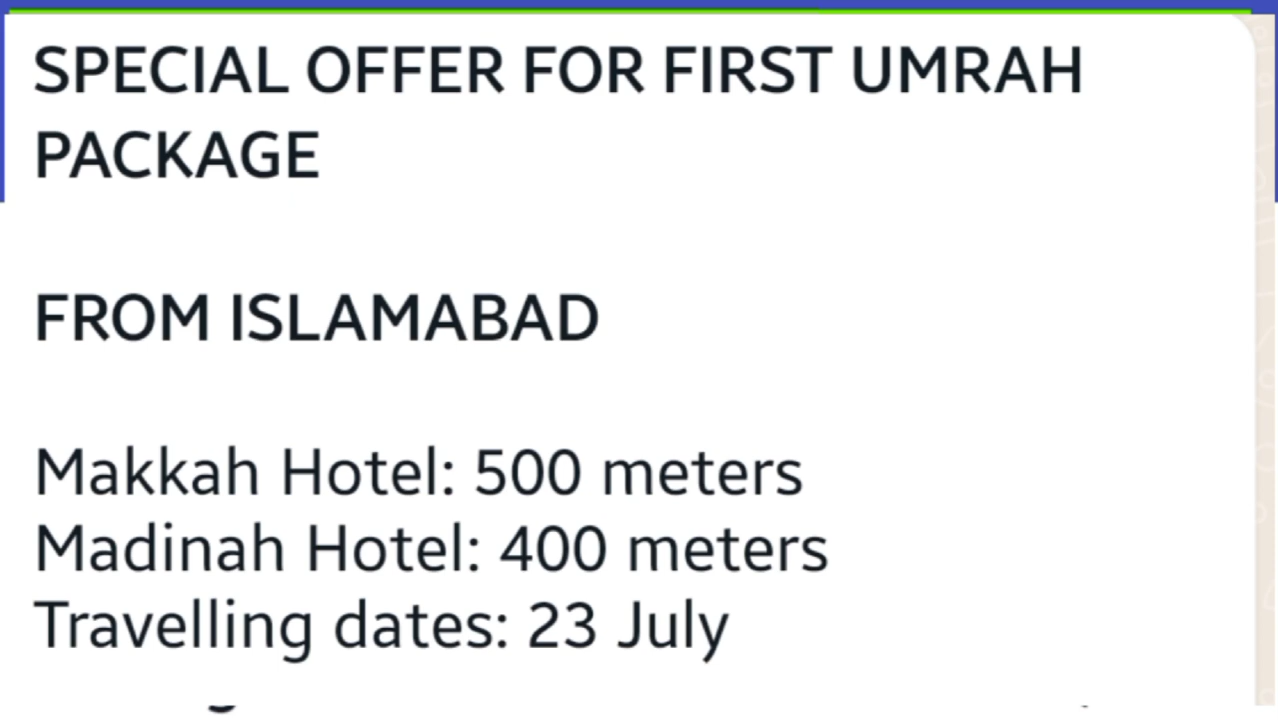 SPECIAL OFFER FOR FIRST UMRAH
PACKAGE
FROM ISLAMABAD
Makkah Hotel: 500 meters
Madinah Hotel: 400 meters
Travelling dates: 23 July